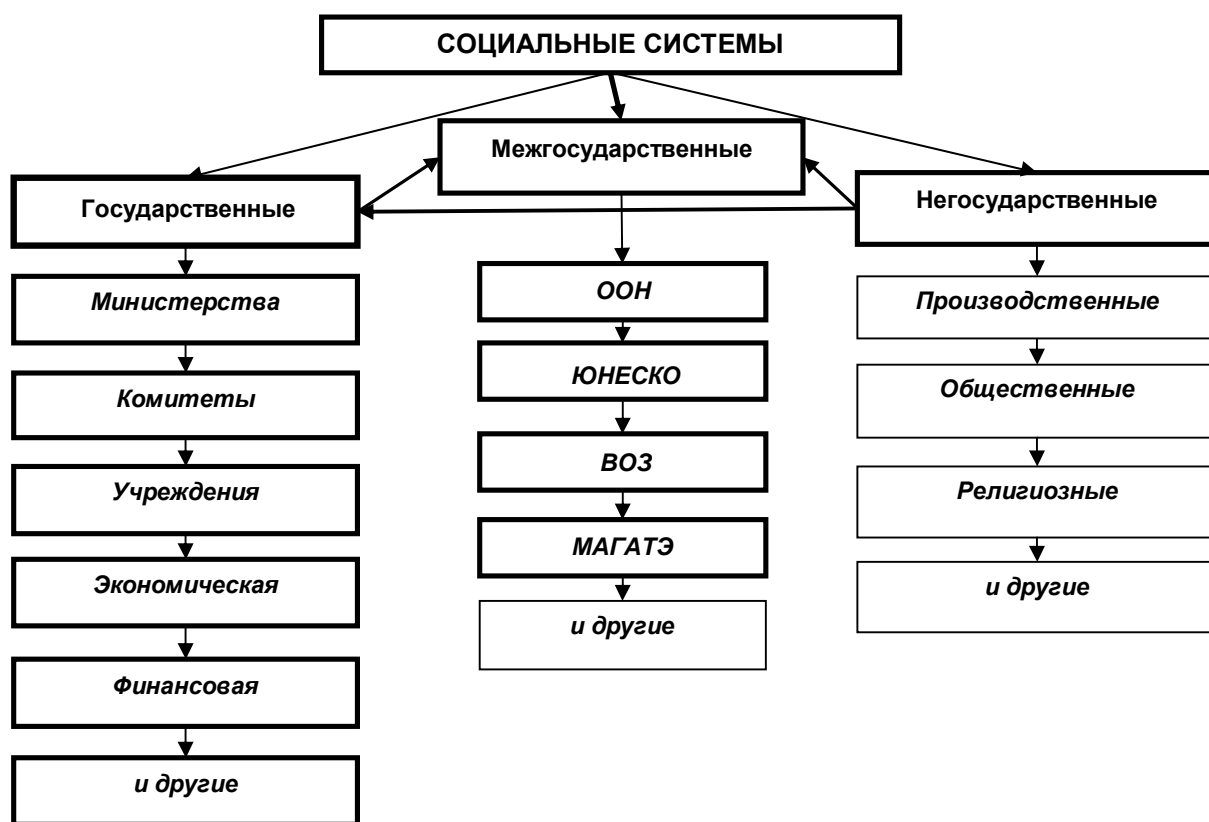 СОЦИАЛЬНЫЕ СИСТЕМЫ
Межгосударственные
Государственные
Негосударственные
Министерства
Комитеты
Учреждения
Экономическая
Финансовая
и другие
ООН
ЮНЕСКО
ВОЗ
МАГАТЭ
и другие
Производственные
Общественные
Религиозные
и другие